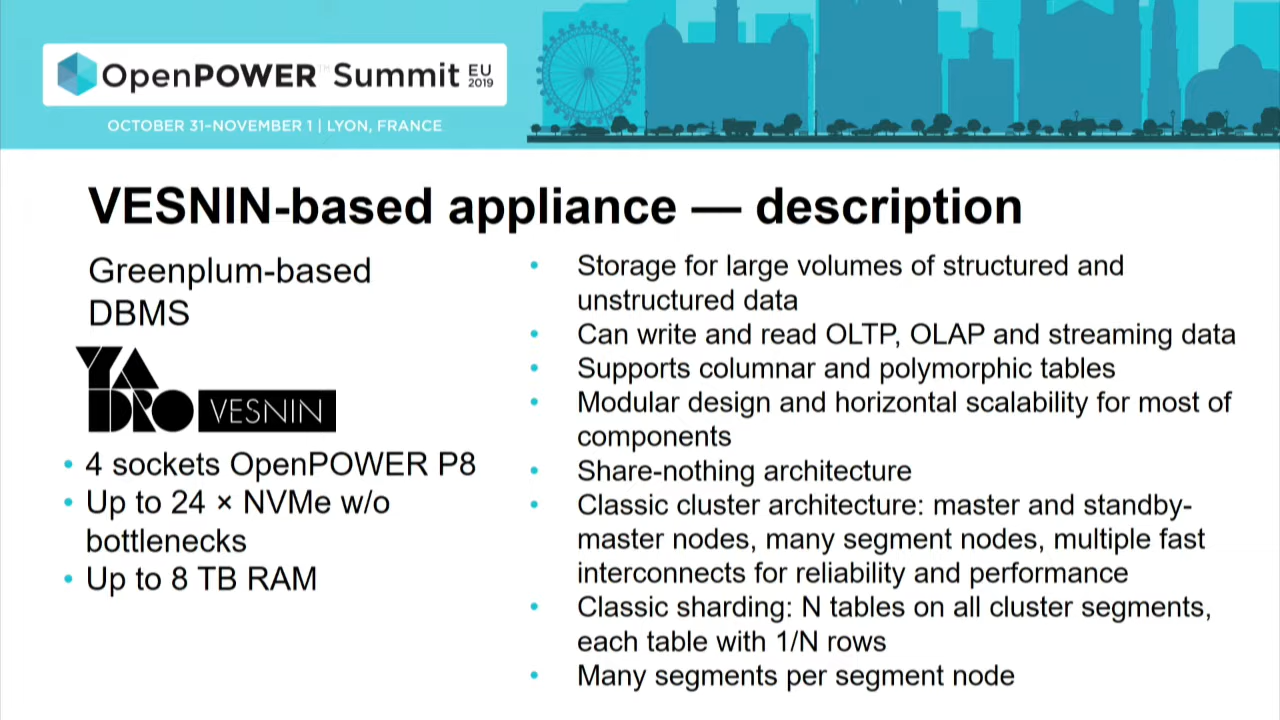 OpenPOWER™ Summit EU 2019
OCTOBER 31–NOVEMBER 1 | LYON, FRANCE
VESNIN-based appliance — description
Greenplum-based
DBMS
YADRO VESNIN
• 4 sockets OpenPOWER P8
• Up to 24 × NVMe w/o
bottlenecks
• Up to 8 TB RAM
• Storage for large volumes of structured and
unstructured data
• Can write and read OLTP, OLAP and streaming data
• Supports columnar and polymorphic tables
• Modular design and horizontal scalability for most of
components
• Share-nothing architecture
• Classic cluster architecture: master and standby-
master nodes, many segment nodes, multiple fast
interconnects for reliability and performance
• Classic sharding: N tables on all cluster segments,
each table with 1/N rows
• Many segments per segment node